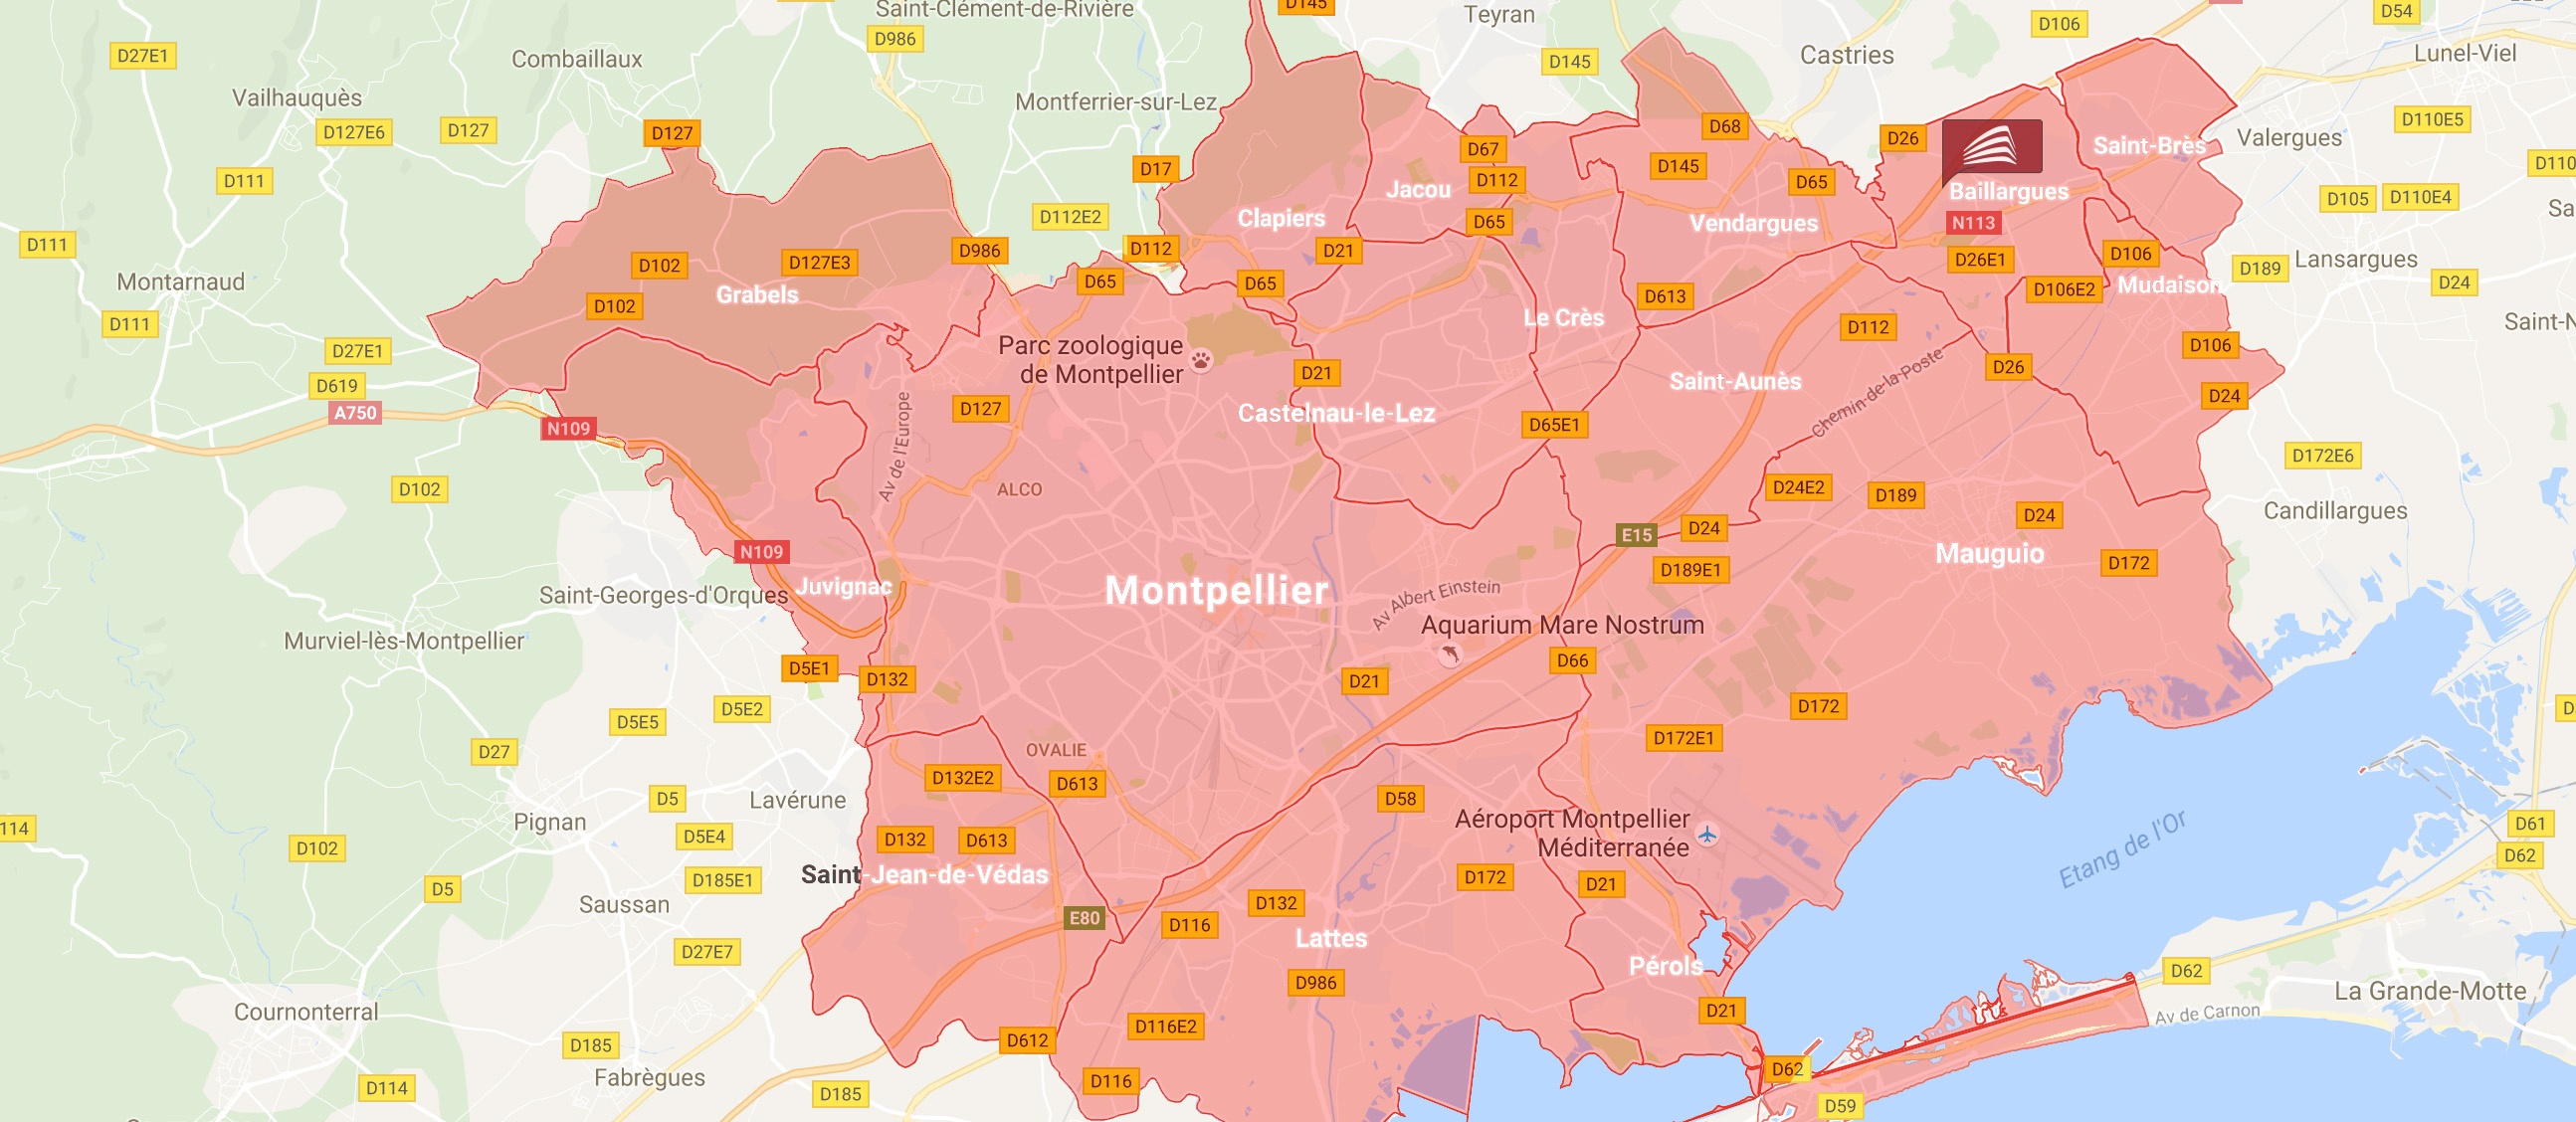 Saint-Clément-de-Rivière
D145
Teyran
D106
D54
D986
D27E1
Combaillaux
D145
Castries
Lunel-Viel
Vailhauquès
Montferrier-sur-Lez
D127E6
D127
D127
D67
D68
D26
Saint-Brès
Valergues
D110E5
D17
D112
D145
D65
D110
D111
Jacou
Baillargues
D105
D110E4
D112E2
Clapiers
D65
Vendargues
N113
Sa
D111
D112
D986
D21
D102
D127E3
D65
D65
D26E1
D106
D189
Lansargues
D24
Montarnaud
Grabels
D613
D106E2
Mudaison
D102
Le Crès
D112
Saint-N
D111
Parc zoologique
de Montpellier
D27E1
D106
D619
D21
Saint-Aunès
Chemin de la Poste
D26
D24
A750
N109
Av de l'Europe
D127
Castelnau-le-Lez
D65E1
D172E6
D102
ALCO
D24E2
D189
D24
Candillargues
E15
D24
N109
Mauguio
D172
D189E1
Saint-Georges-d'Orques
Juvignac
Montpellier
Av Albert Einstein
Aquarium Mare Nostrum
Murviel-lès-Montpellier
D5E1
D132
D21
D66
D5E5
D5E2
D172
D27
OVALIE
D172E1
D132E2
D613
D5
Lavérune
D58
Pignan
Aéroport Montpellier
Méditerranée
D61
114
D5E4
D132
D613
Etang de l'Or
D102
D62
D5
D185E1
Saint-Jean-de-Védas
D172
D21
Saussan
E80
D132
D116
D27E7
Lattes
Pérols
D62
D986
La Grande-Motte
Cournonterral
D21
Av de Carnon
D116E2
D185
D612
Fabrègues
D62
D114
D116
D185
D59